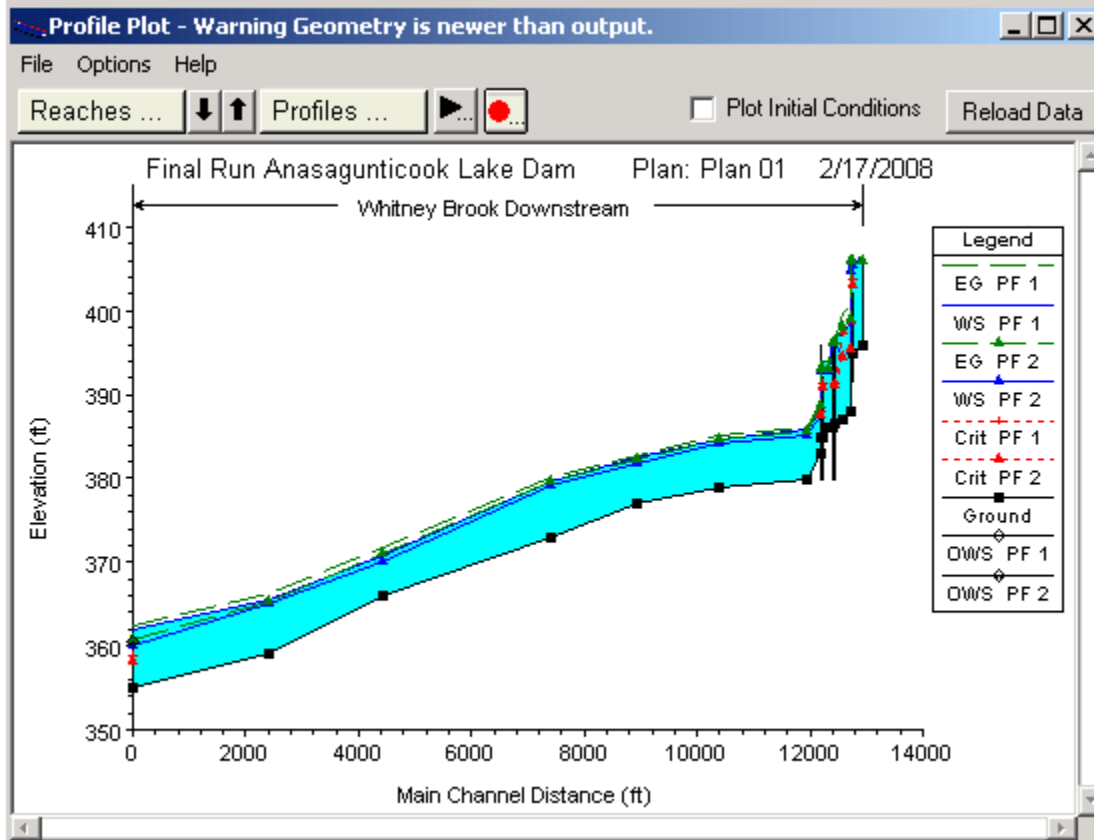 Profile Plot - Warning Geometry is newer than output.
File Options Help
Reaches ... Profiles ... ... ... Plot Initial Conditions Reload Data
Final Run Anasagunticook Lake Dam Plan: Plan 01 2/17/2008
Whitney Brook Downstream
410
400
390
380
370
360
350
Elevation (ft)
0 2000 4000 6000 8000 10000 12000 14000
Main Channel Distance (ft)
Legend
EG PF 1
WS PF 1
EG PF 2
WS PF 2
Crit PF 1
Crit PF 2
Ground
OWS PF 1
OWS PF 2